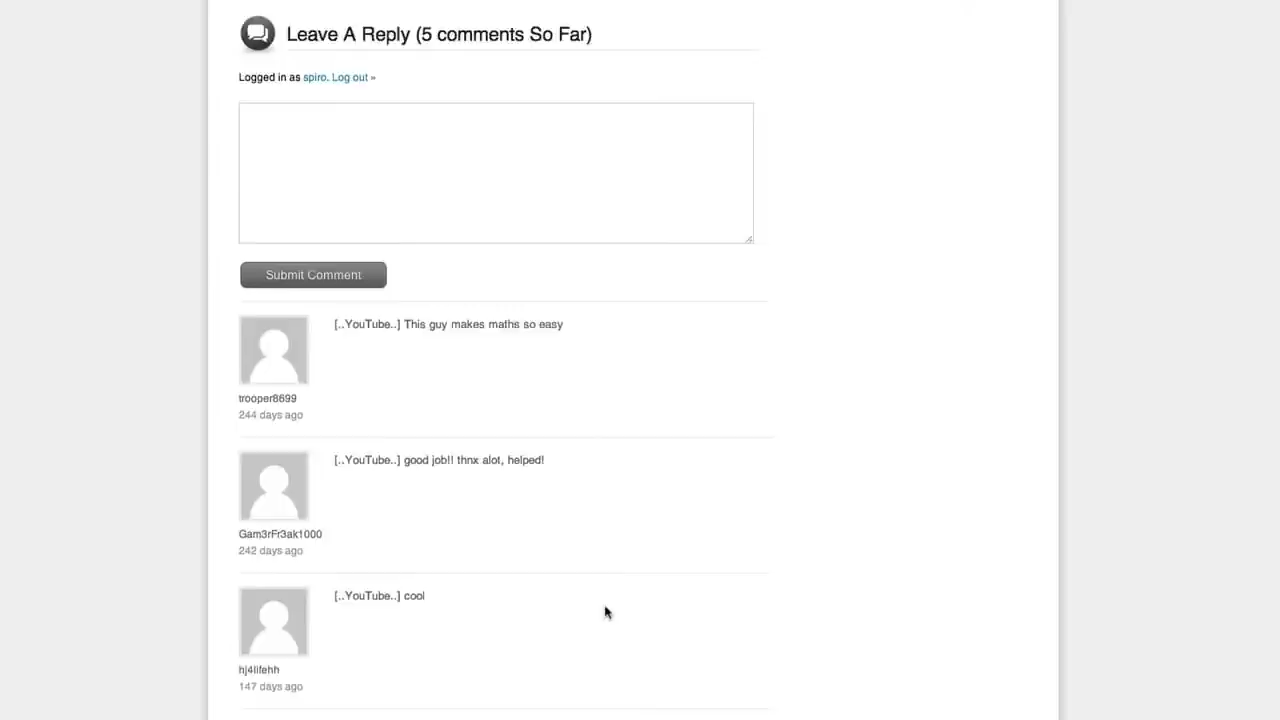 Leave A Reply (5 comments So Far)
Logged in as spiro. Log out »
Submit Comment
[..YouTube..] This guy makes maths so easy
trooper8699
244 days ago
[..YouTube..] good job!! thnx alot, helped!
Gam3rFr3ak1000
242 days ago
[..YouTube..] cool
hj4lifehh
147 days ago